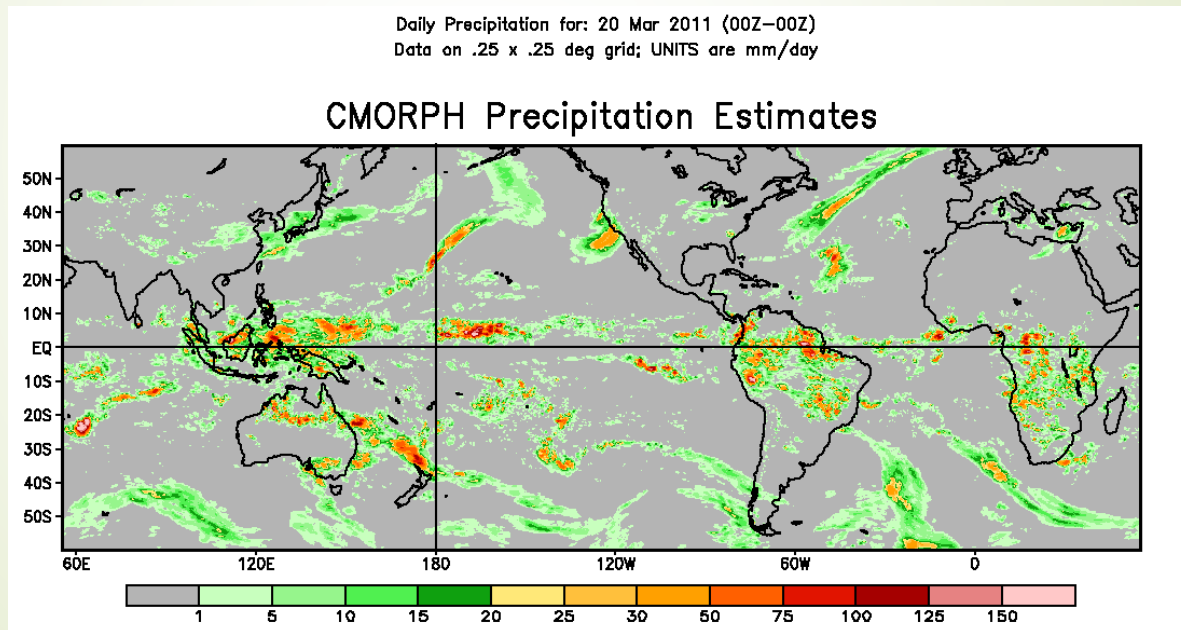 Daily Precipitation for: 20 Mar 2011 (00Z-00Z)
Data on .25 x .25 deg grid; UNITS are mm/day
CMORPH Precipitation Estimates
50N
40N
30N
20N
10N
EQ
10S
20S
30S
40S
50S
60E 120E 180 120W 60W 0
1 5 10 15 20 25 30 50 75 100 125 150